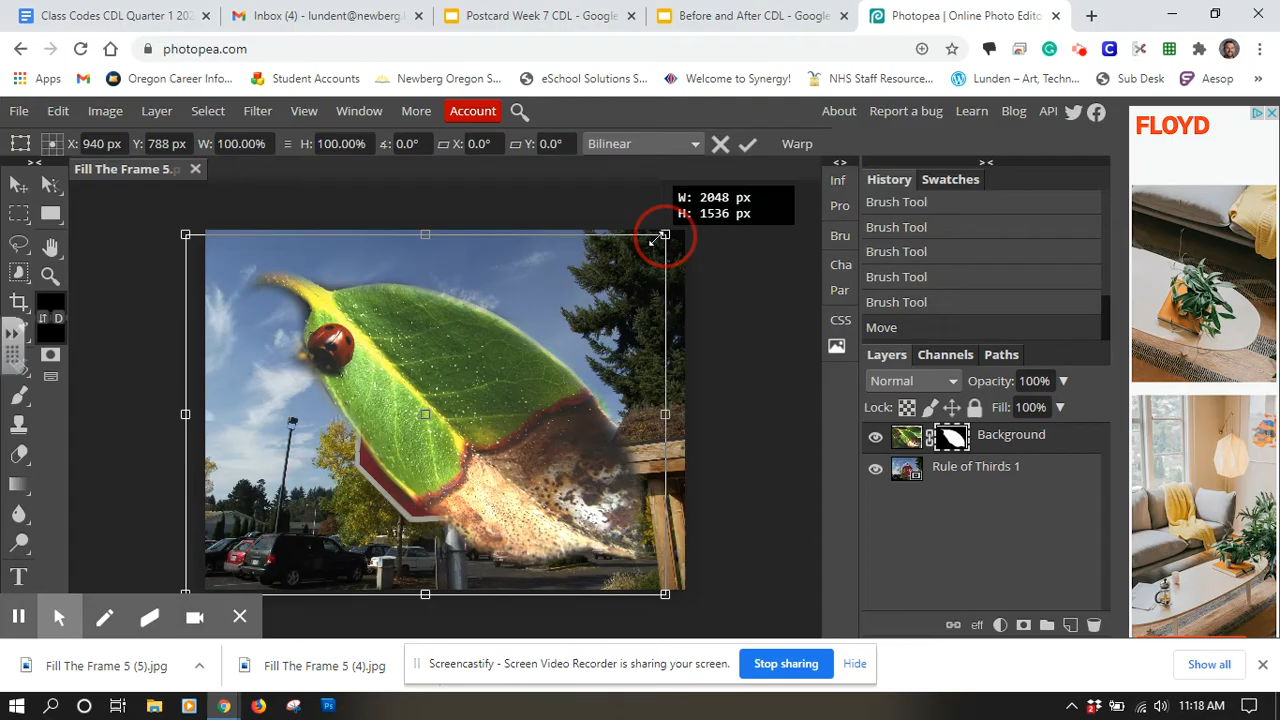 Class Codes CDL Quarter 1 202
Inbox (4) - lundent@newberg
Postcard Week 7 CDL - Google
Before and After CDL - Google
Photopea | Online Photo Edito
photopea.com
Apps
Oregon Career Info...
Student Accounts
Newberg Oregon S...
eSchool Solutions S...
Welcome to Synergy!
NHS Staff Resource...
Lunden – Art, Techn...
Sub Desk
Aesop
»
File Edit Image Layer Select Filter View Window More Account
About Report a bug Learn Blog API
X: 940 px Y: 788 px W: 100.00% H: 100.00% 0.0° X: 0.0° Y: 0.0° Bilinear Warp
Fill The Frame 5.p
W: 2048 px
H: 1536 px
D
T
Inf
Pro
Bru
Cha
Par
CSS
> <
< >
> <
History Swatches
Brush Tool
Brush Tool
Brush Tool
Brush Tool
Brush Tool
Move
Layers Channels Paths
Normal Opacity: 100%
Lock: Fill: 100%
Background
Rule of Thirds 1
eff
FLOYD
Fill The Frame 5 (5).jpg
Fill The Frame 5 (4).jpg
Screencastify - Screen Video Recorder is sharing your screen.
Stop sharing
Hide
Show all
Ps
11:18 AM